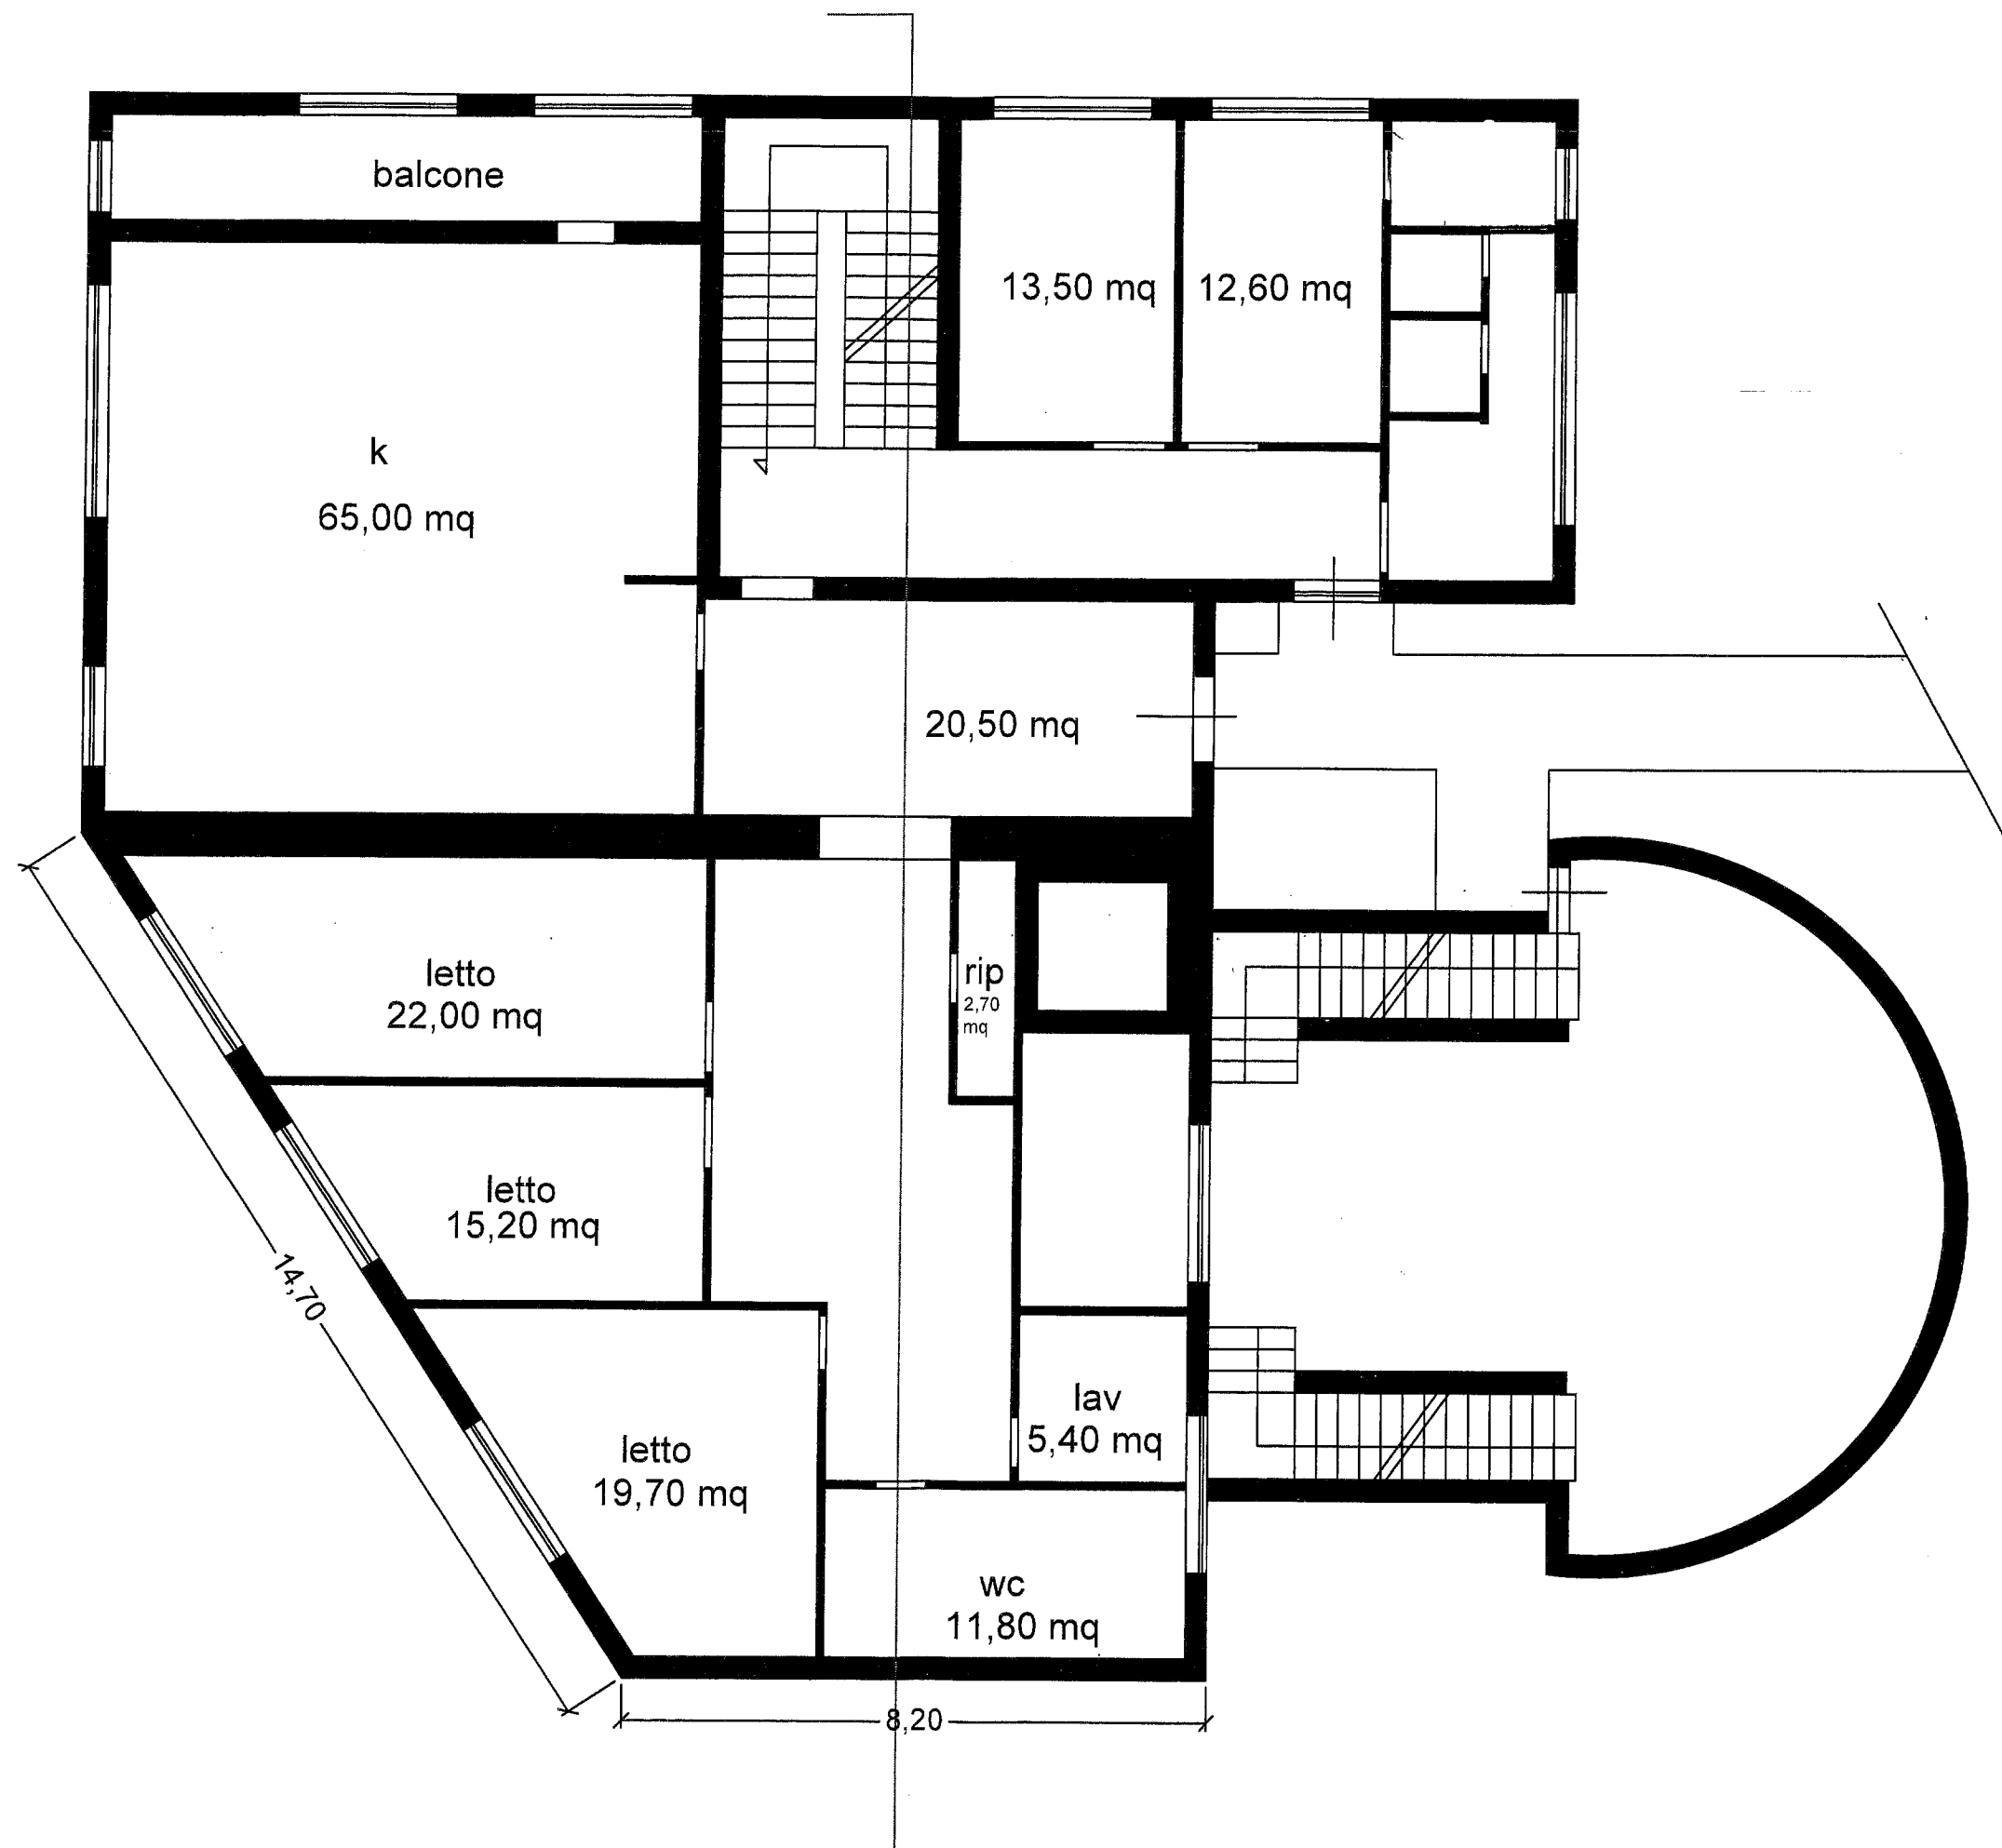 balcone
13,50 mq
12,60 mq
k
65,00 mq
20,50 mq
letto
22,00 mq
rip
2,70
mq
letto
15,20 mq
14,70
letto
19,70 mq
lav
5,40 mq
wc
11,80 mq
8,20